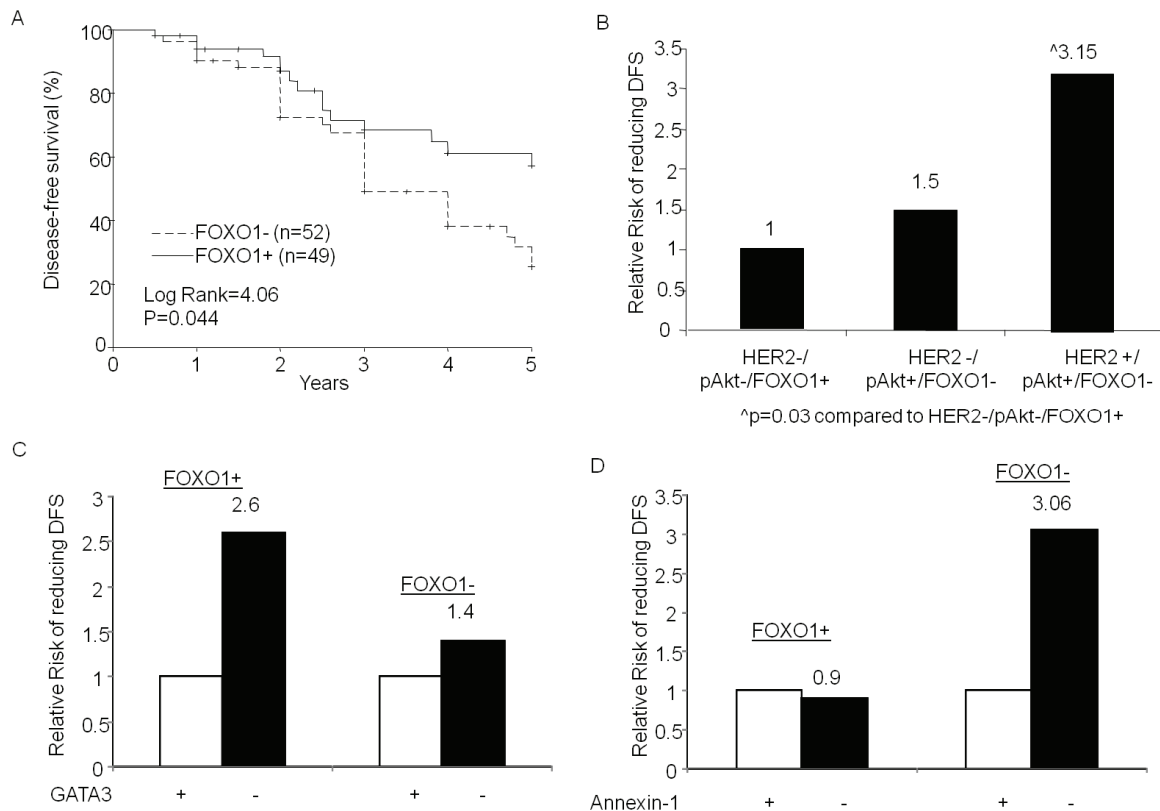 A
Disease-free survival (%)
100
80
60
40
20
0
FOXO1- (n=52)
FOXO1+ (n=49)
Log Rank=4.06
P=0.044
0 1 2 3 4 5
Years
B
Relative Risk of reducing DFS
3.5
3
2.5
2
1.5
1
0.5
0
1
1.5
^3.15
HER2-/ HER2 -/ HER2 +/
pAkt-/FOXO1+ pAkt+/FOXO1- pAkt+/FOXO1-
^p=0.03 compared to HER2-/pAkt-/FOXO1+
C
Relative Risk of reducing DFS
3
2.5
2
1.5
1
0.5
0
FOXO1+
2.6
FOXO1-
1.4
GATA3 + - + -
D
Relative Risk of reducing DFS
3.5
3
2.5
2
1.5
1
0.5
0
FOXO1+
0.9
FOXO1-
3.06
Annexin-1 + - + -